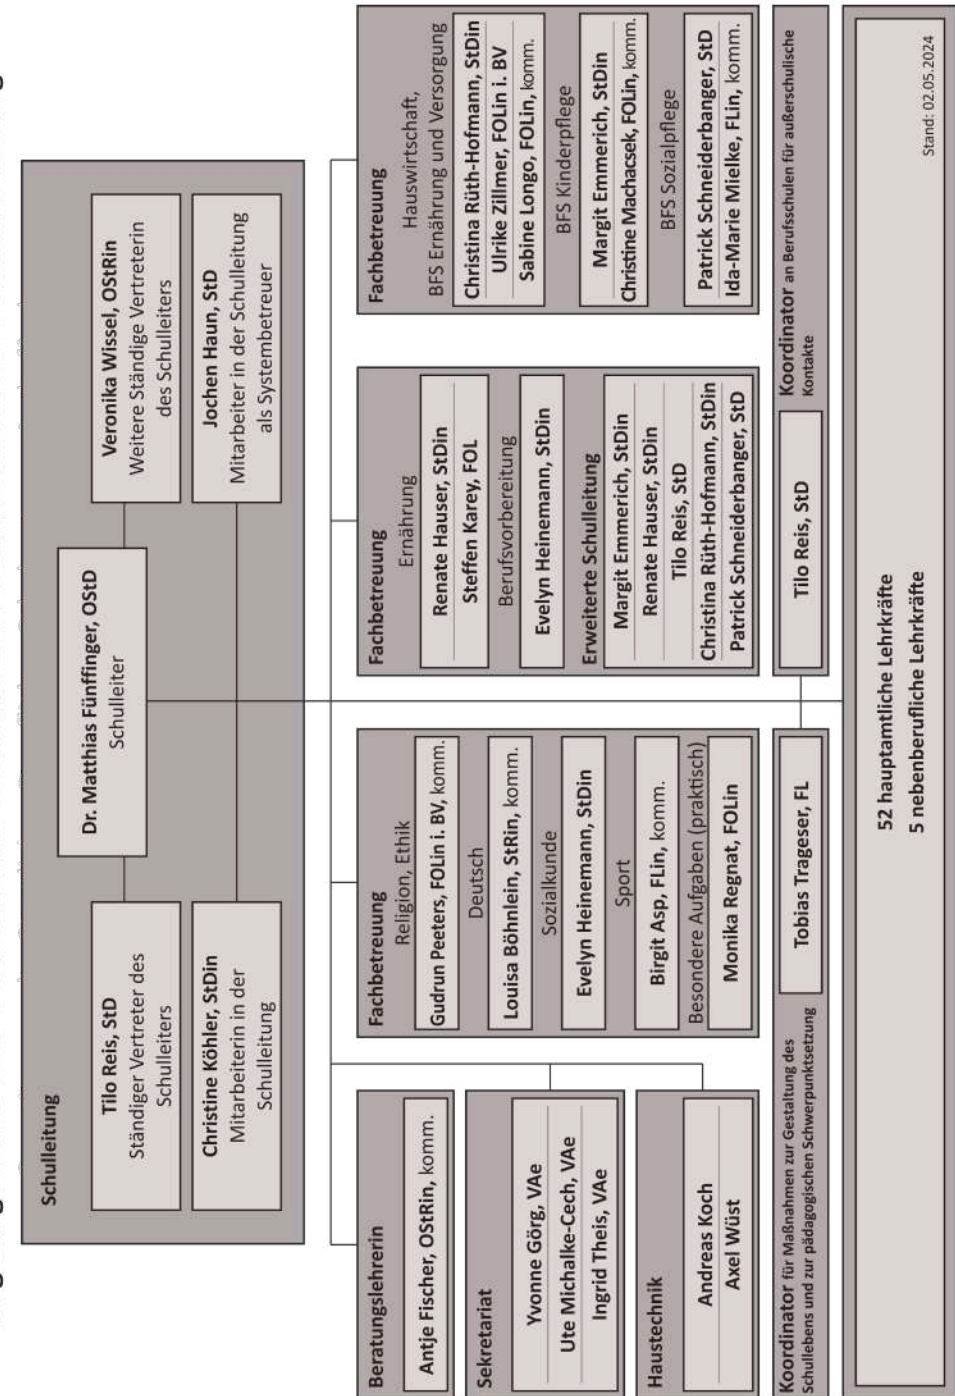 Schulleitung
Dr. Matthias Fünffinger, OStD
Schulleiter
Tilo Reis, StD
Ständiger Vertreter des
Schulleiters
Veronika Wissel, OStRin
Weitere Ständige Vertreterin
des Schulleiters
Christine Köhler, StDin
Mitarbeiterin in der
Schulleitung
Jochen Haun, StD
Mitarbeiter in der Schulleitung
als Systembetreuer
Beratungslehrerin
Antje Fischer, OStRin, komm.
Sekretariat
Yvonne Görg, VAe
Ute Michalke-Cech, VAe
Ingrid Theis, VAe
Haustechnik
Andreas Koch
Axel Wüst
Fachbetreuung
Religion, Ethik
Gudrun Peeters, FOLin i. BV, komm.
Deutsch
Louisa Böhnlein, StRin, komm.
Sozialkunde
Evelyn Heinemann, StDin
Sport
Birgit Asp, FLin, komm.
Besondere Aufgaben (praktisch)
Monika Regnat, FOLin
Fachbetreuung
Ernährung
Renate Hauser, StDin
Steffen Karey, FOL
Berufsvorbereitung
Evelyn Heinemann, StDin
Erweiterte Schulleitung
Margit Emmerich, StDin
Renate Hauser, StDin
Tilo Reis, StD
Christina Rüth-Hofmann, StDin
Patrick Schneiderbanger, StD
Fachbetreuung
Hauswirtschaft,
BFS Ernährung und Versorgung
Christina Rüth-Hofmann, StDin
Ulrike Zillmer, FOLin i. BV
Sabine Longo, FOLin, komm.
BFS Kinderpflege
Margit Emmerich, StDin
Christine Machacsek, FOLin, komm.
BFS Sozialpflege
Patrick Schneiderbanger, StD
Ida-Marie Mielke, FLin, komm.
Koordinator für Maßnahmen zur Gestaltung des
Schullebens und zur pädagogischen Schwerpunktsetzung
Tobias Trageser, FL
Tilo Reis, StD
Koordinator an Berufsschulen für außerschulische
Kontakte
52 hauptamtliche Lehrkräfte
5 nebenberufliche Lehrkräfte
Stand: 02.05.2024